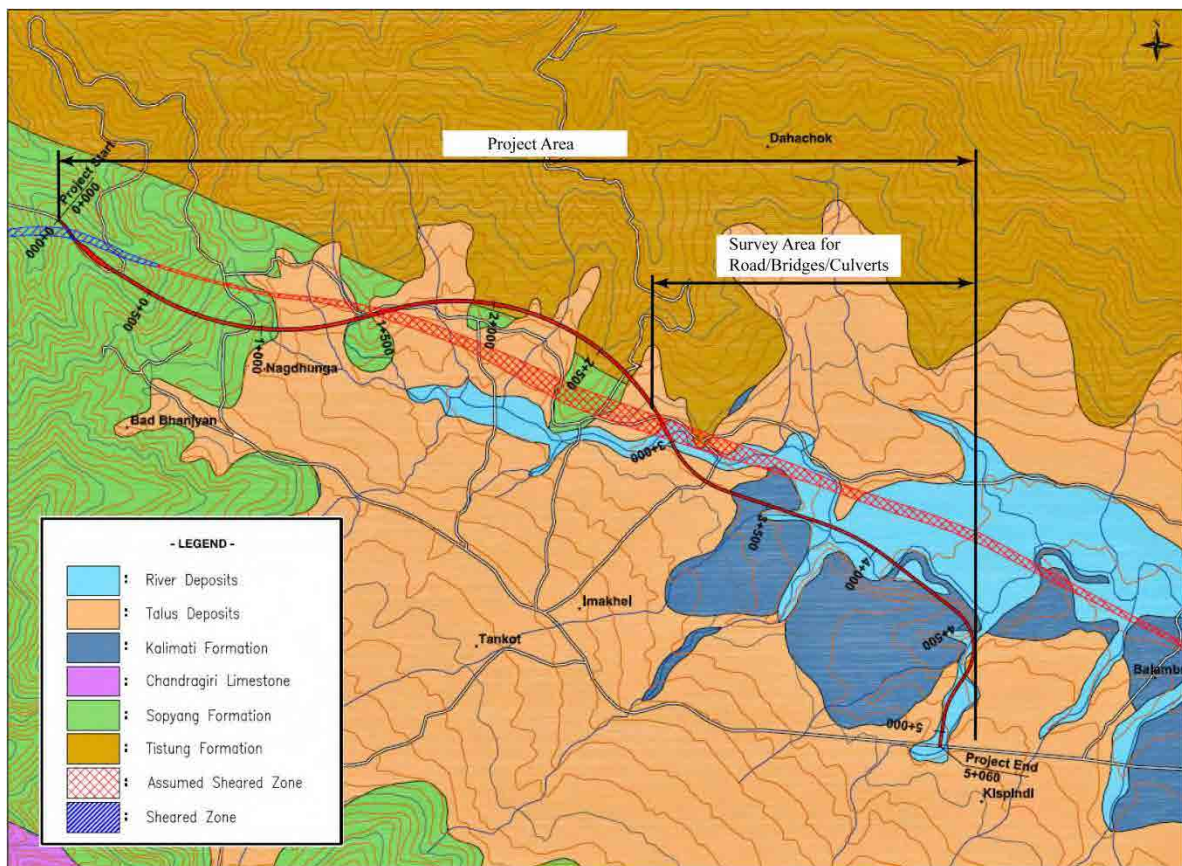 N
Project Area
Dahachok
Project Start
0+000
0+000
Survey Area for
Road/Bridges/Culverts
0+500
1+000
1+500
2+000
2+500
Nagdhunga
Bad Bhanjyan
3+000
3+500
4+000
4+500
5+000
Imakhel
Tankot
Balamb
Project End
5+060
Kispindi
- LEGEND -
: River Deposits
: Talus Deposits
: Kalimati Formation
: Chandragiri Limestone
: Sopyang Formation
: Tistung Formation
: Assumed Sheared Zone
: Sheared Zone